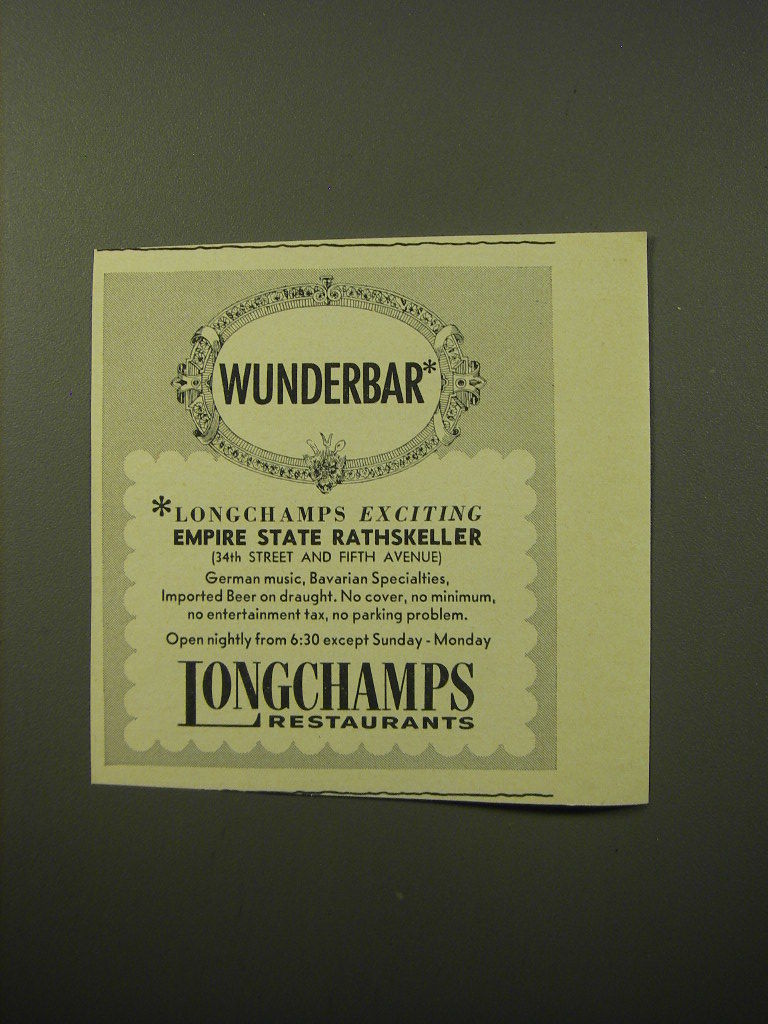 WUNDERBAR*
*LONGCHAMPS EXCITING
EMPIRE STATE RATHSKELLER
(34th STREET AND FIFTH AVENUE)
German music, Bavarian Specialties,
Imported Beer on draught. No cover, no minimum,
no entertainment tax, no parking problem.
Open nightly from 6:30 except Sunday - Monday
LONGCHAMPS
RESTAURANTS